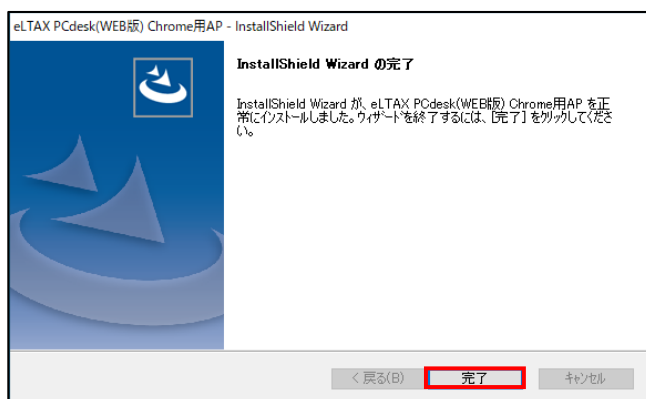 eLTAX PCdesk(WEB版) Chrome用AP - InstallShield Wizard
InstallShield Wizard の完了
InstallShield Wizard が、eLTAX PCdesk(WEB版) Chrome用AP を正
常にインストールしました。ウィザードを終了するには、[完了] をクリックしてくださ
い。
< 戻る(B)
完了
キャンセル